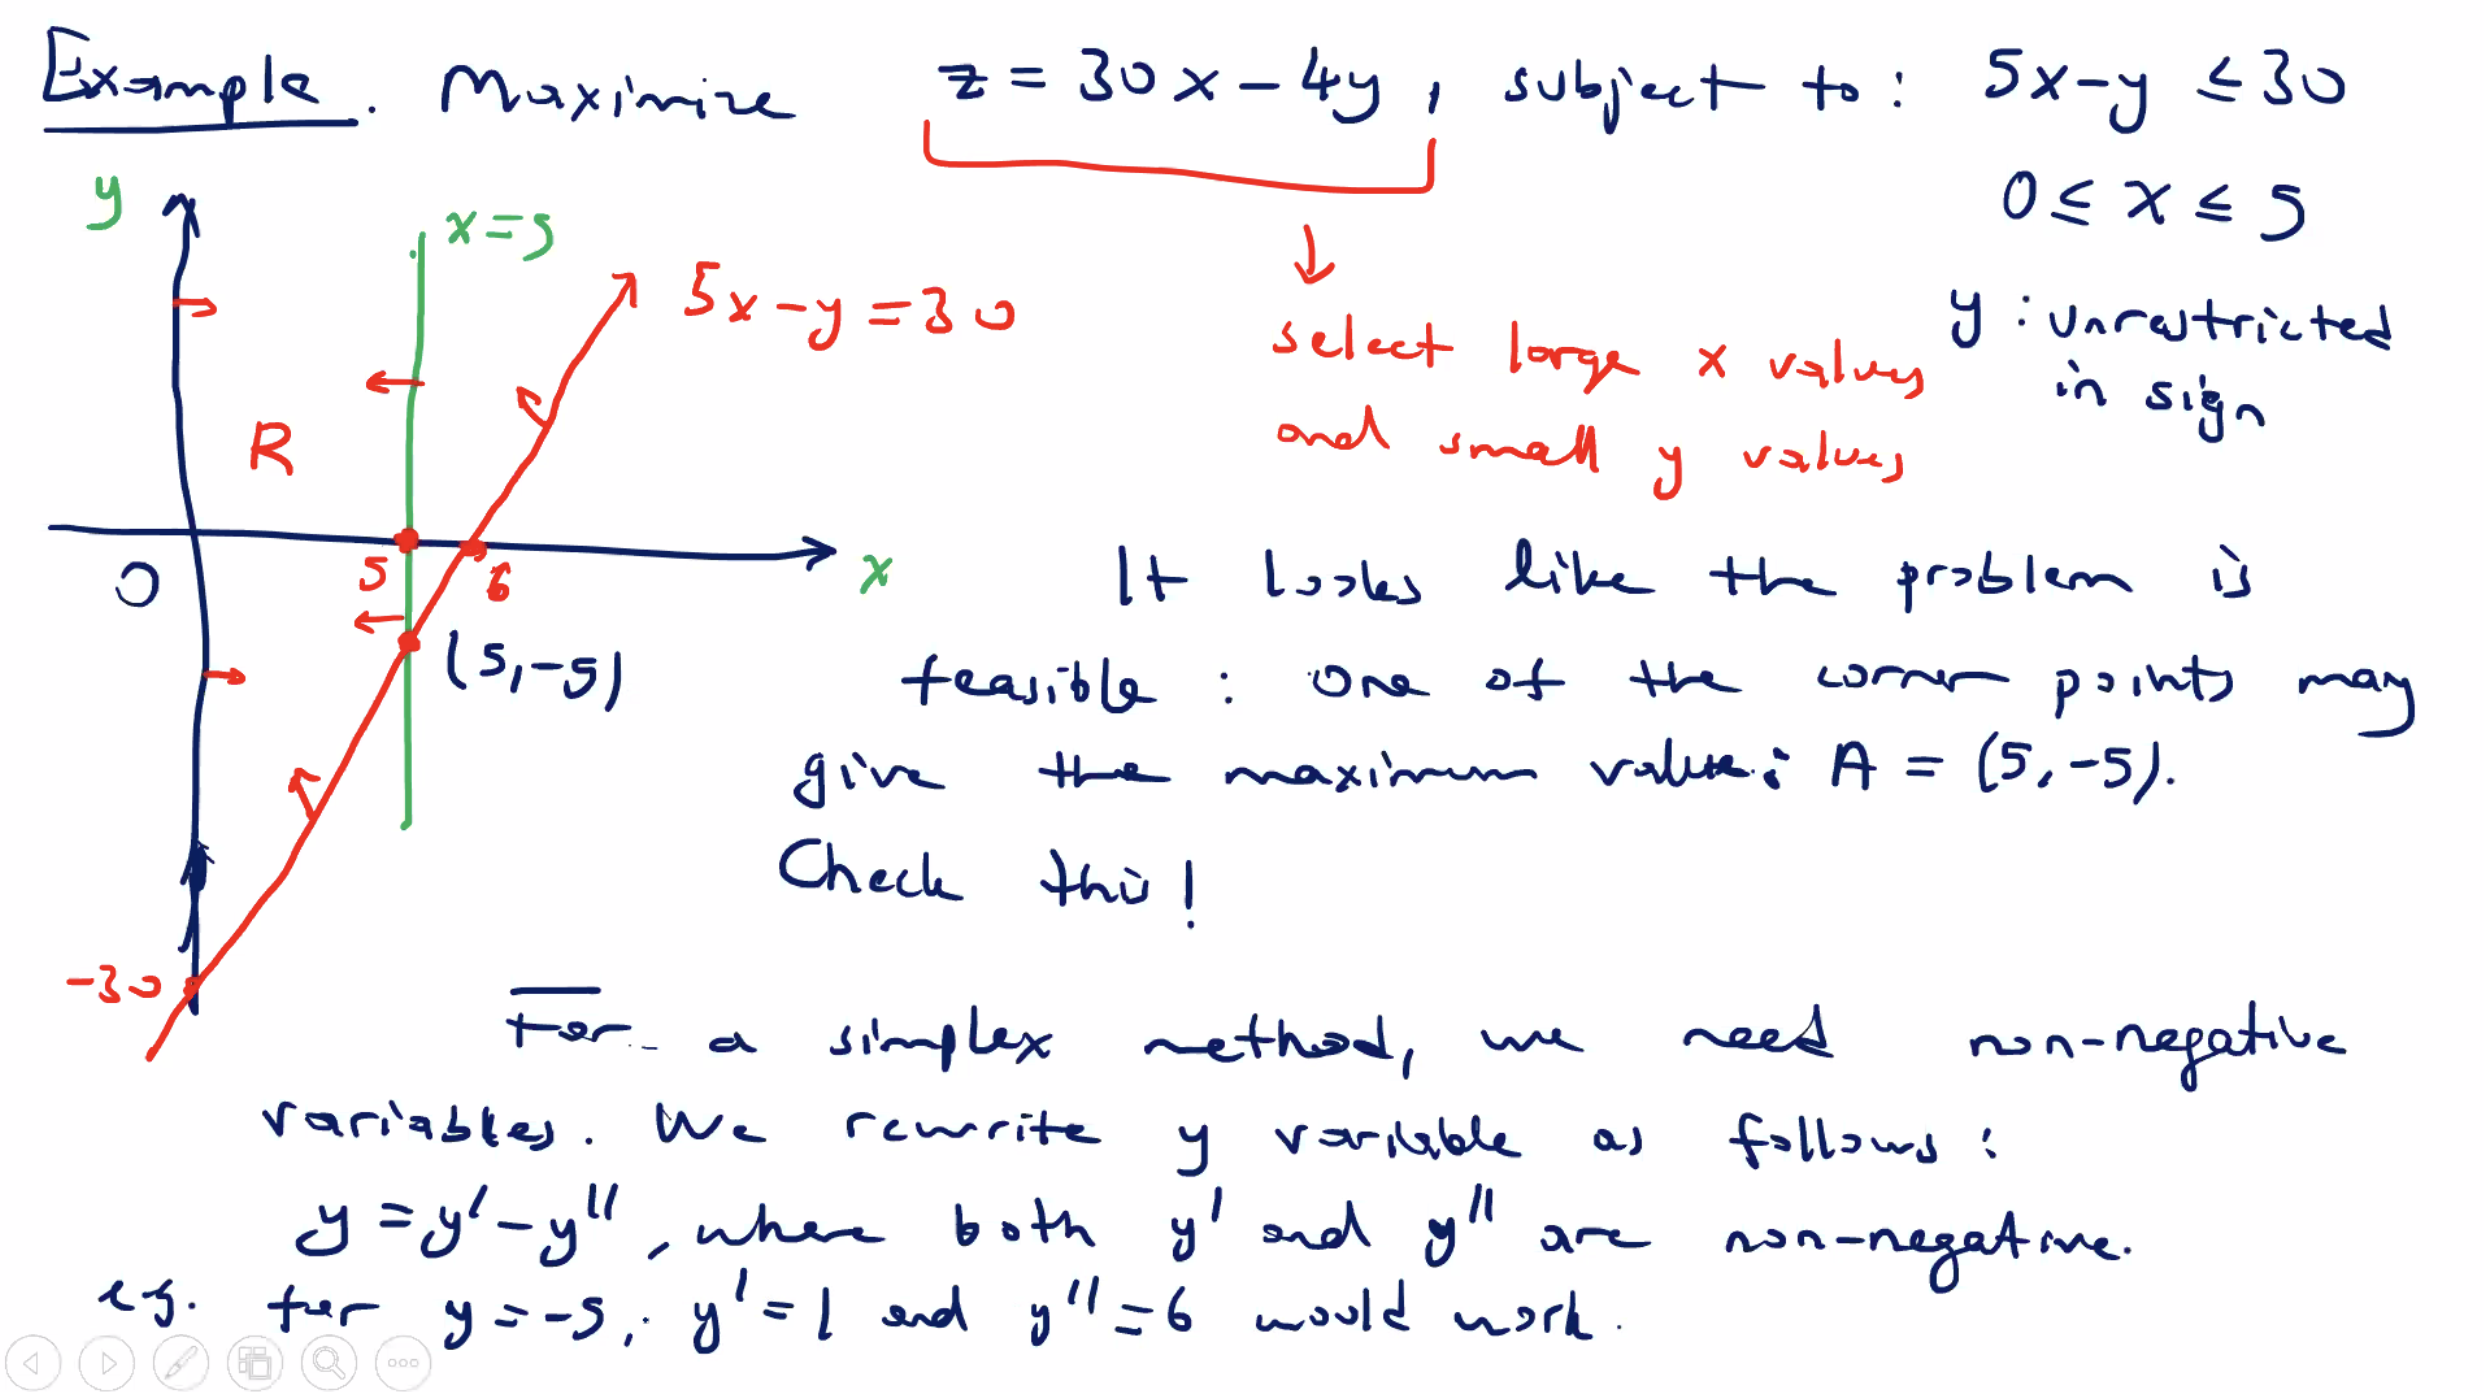 Example. Maximize z = 30x - 4y, subject to: 5x-y ≤ 30
0 ≤ x ≤ 5
y : unrestricted
in sign
y
x=5
5x-y=30
select large x values
and small y values
R
O
5
6
x
(5,-5)
-30
It looks like the problem is
feasible : one of the corner points may
give the maximum value: A = (5,-5).
Check this!
For a simplex method, we need non-negative
variables. We rewrite y variable as follows:
y = y' - y'', where both y' and y'' are non-negative.
e.g. for y = -5, y' = 1 and y'' = 6 would work.